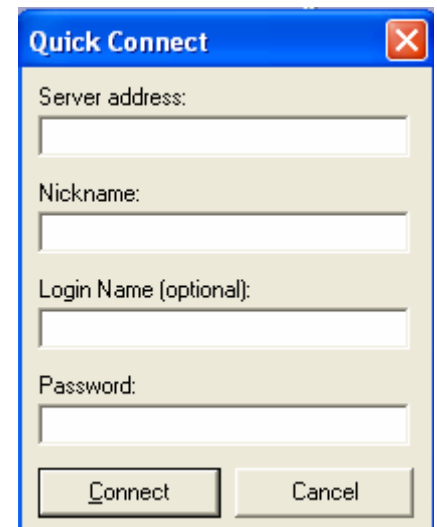 Quick Connect
Server address:
Nickname:
Login Name (optional):
Password:
Connect Cancel